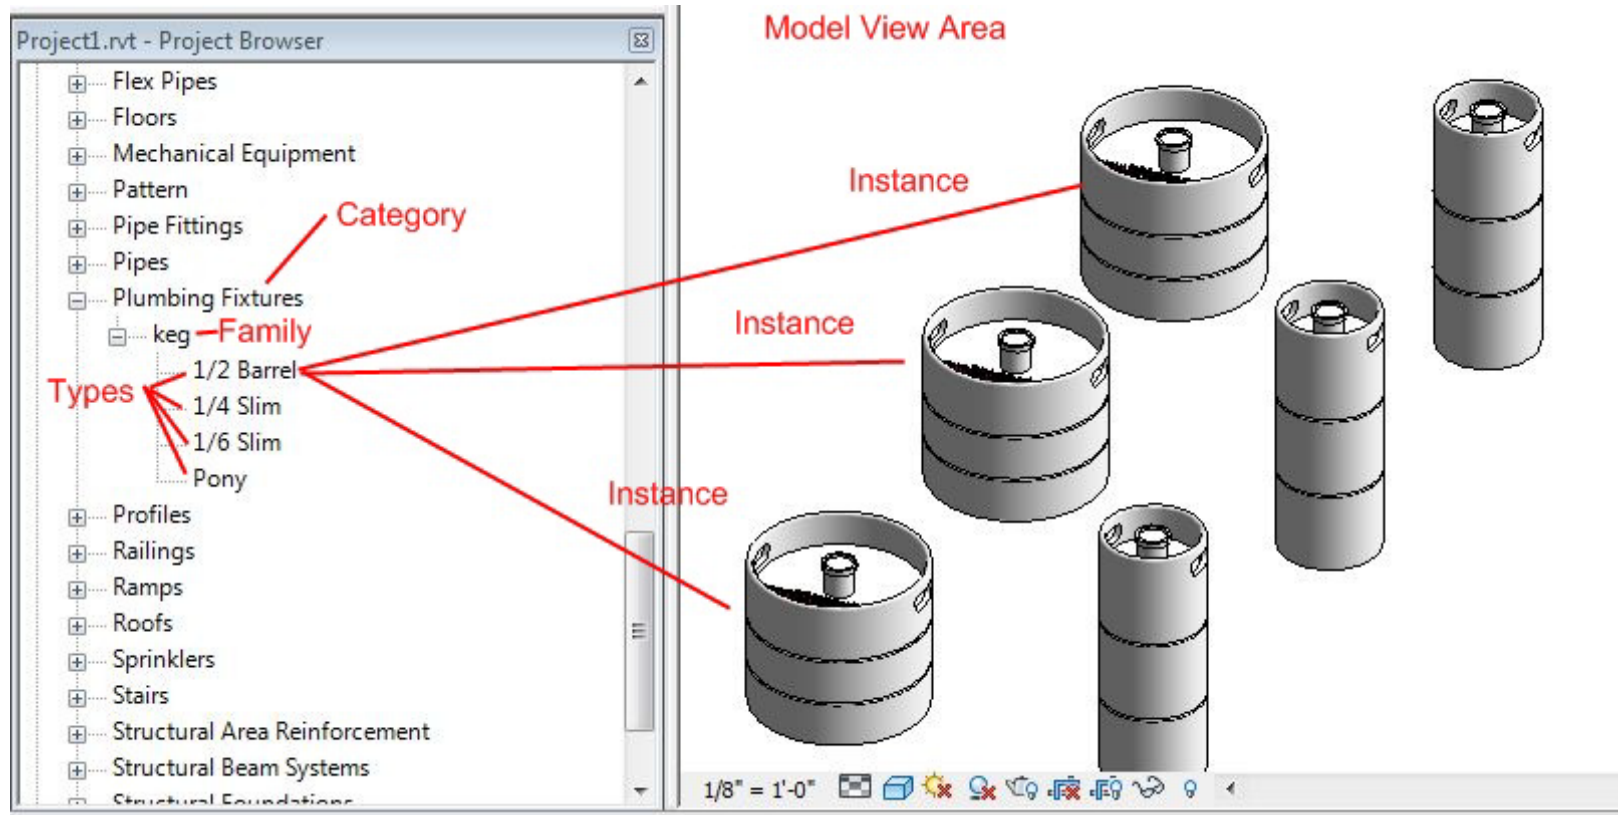 Project1.rvt - Project Browser
Model View Area
Flex Pipes
Floors
Mechanical Equipment
Pattern
Pipe Fittings
Pipes
Plumbing Fixtures
keg
1/2 Barrel
1/4 Slim
1/6 Slim
Pony
Profiles
Railings
Ramps
Roofs
Sprinklers
Stairs
Structural Area Reinforcement
Structural Beam Systems
Structural Foundations
Category
Family
Types
Instance
Instance
Instance
1/8" = 1'-0"